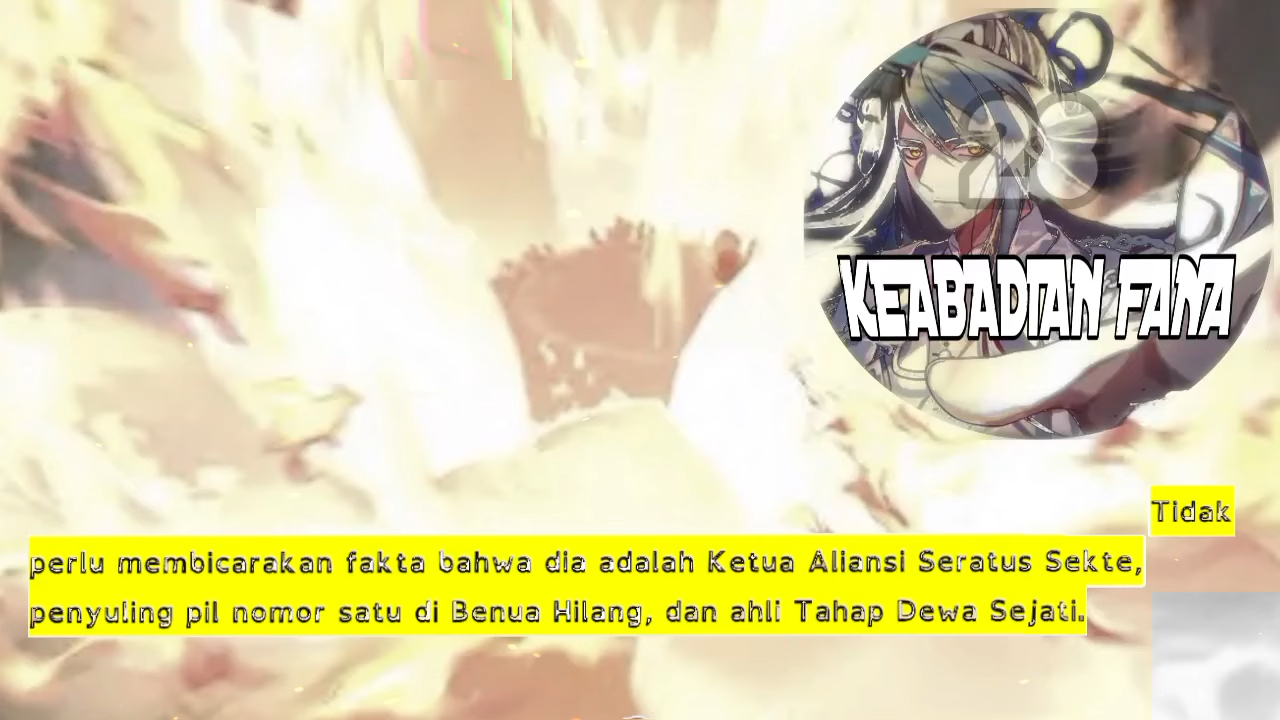 28
KEABADIAN FANA
Tidak
perlu membicarakan fakta bahwa dia adalah Ketua Aliansi Seratus Sekte,
penyuling pil nomor satu di Benua Hilang, dan ahli Tahap Dewa Sejati.